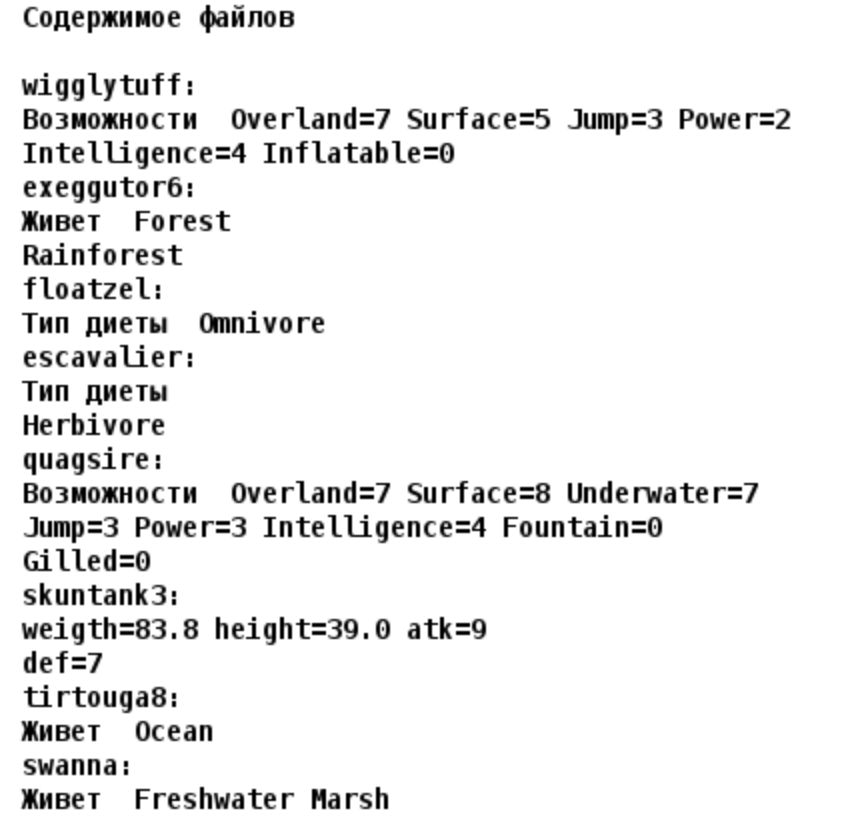 Содержимое файлов
wigglytuff:
Возможности  Overland=7 Surface=5 Jump=3 Power=2
Intelligence=4 Inflatable=0
exeggutor6:
Живет  Forest
Rainforest
floatzel:
Тип диеты  Omnivore
escavalier:
Тип диеты
Herbivore
quagsire:
Возможности  Overland=7 Surface=8 Underwater=7
Jump=3 Power=3 Intelligence=4 Fountain=0
Gilled=0
skuntank3:
weigth=83.8 height=39.0 atk=9
def=7
tirtouga8:
Живет  Ocean
swanna:
Живет  Freshwater Marsh